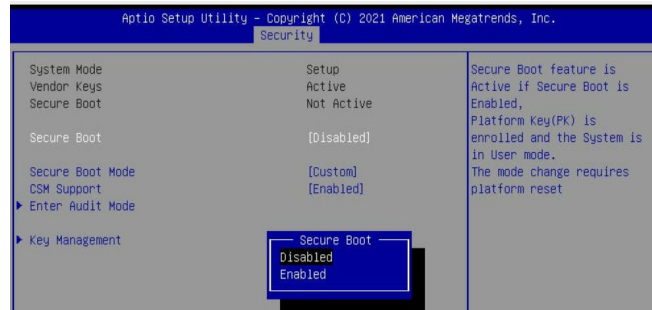 Aptio Setup Utility – Copyright (C) 2021 American Megatrends, Inc.
Security
System Mode Setup
Vendor Keys Active
Secure Boot Not Active
Secure Boot [Disabled]
Secure Boot Mode [Custom]
CSM Support [Enabled]
Enter Audit Mode
Key Management
Secure Boot
Disabled
Enabled
Secure Boot feature is
Active if Secure Boot is
Enabled,
Platform Key(PK) is
enrolled and the System is
in User mode.
The mode change requires
platform reset